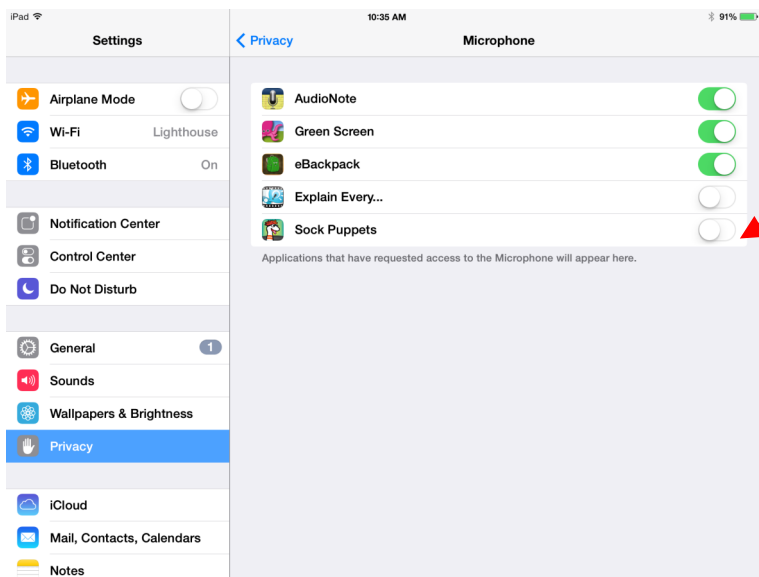 iPad 10:35 AM 91%
Settings
Privacy Microphone
Airplane Mode
Wi-Fi Lighthouse
Bluetooth On
Notification Center
Control Center
Do Not Disturb
General 1
Sounds
Wallpapers & Brightness
Privacy
iCloud
Mail, Contacts, Calendars
Notes
AudioNote
Green Screen
eBackpack
Explain Every...
Sock Puppets
Applications that have requested access to the Microphone will appear here.